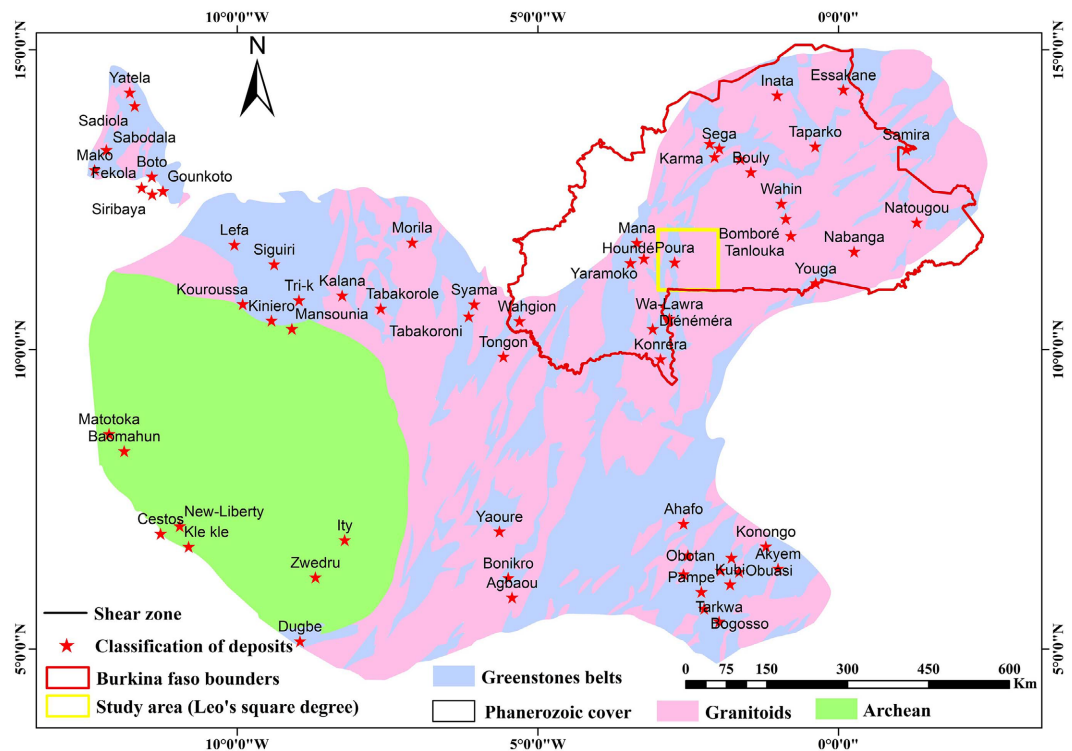 10°0'0"W 5°0'0"W 0°0'0"
15°0'0"N 15°0'0"N
N
Yatela
Sadiola
Sabodala
Mako
Boto
Fekola
Gounkoto
Siribaya
Inata
Essakane
Sega
Taparko
Samira
Karma
Bouly
Wahin
Natougou
Mana
Bomboré
Houndé
Poura
Tanlouka
Nabanga
Yaramoko
Youga
Lefa
Siguiri
Morila
Kouroussa
Tri-k
Kalana
Kiniero
Mansounia
Tabakorole
Syama
Wahgion
Tabakoroni
Tongon
Wa-Lawra
Diénéméra
Konrera
10°0'0"N 10°0'0"N
Matotoka
Baomahun
New-Liberty
Cestos
Kle kle
Ity
Zwedru
Dugbe
Yaoure
Bonikro
Agbaou
Ahafo
Konongo
Obotan
Akyem
Kubi
Obuasi
Pampe
Tarkwa
Bogosso
5°0'0"N 5°0'0"N
Shear zone
Classification of deposits
Burkina faso bounders
Study area (Leo's square degree)
Greenstones belts
Phanerozoic cover
Granitoids
Archean
0 75 150 300 450 600
Km
10°0'0"W 5°0'0"W 0°0'0"